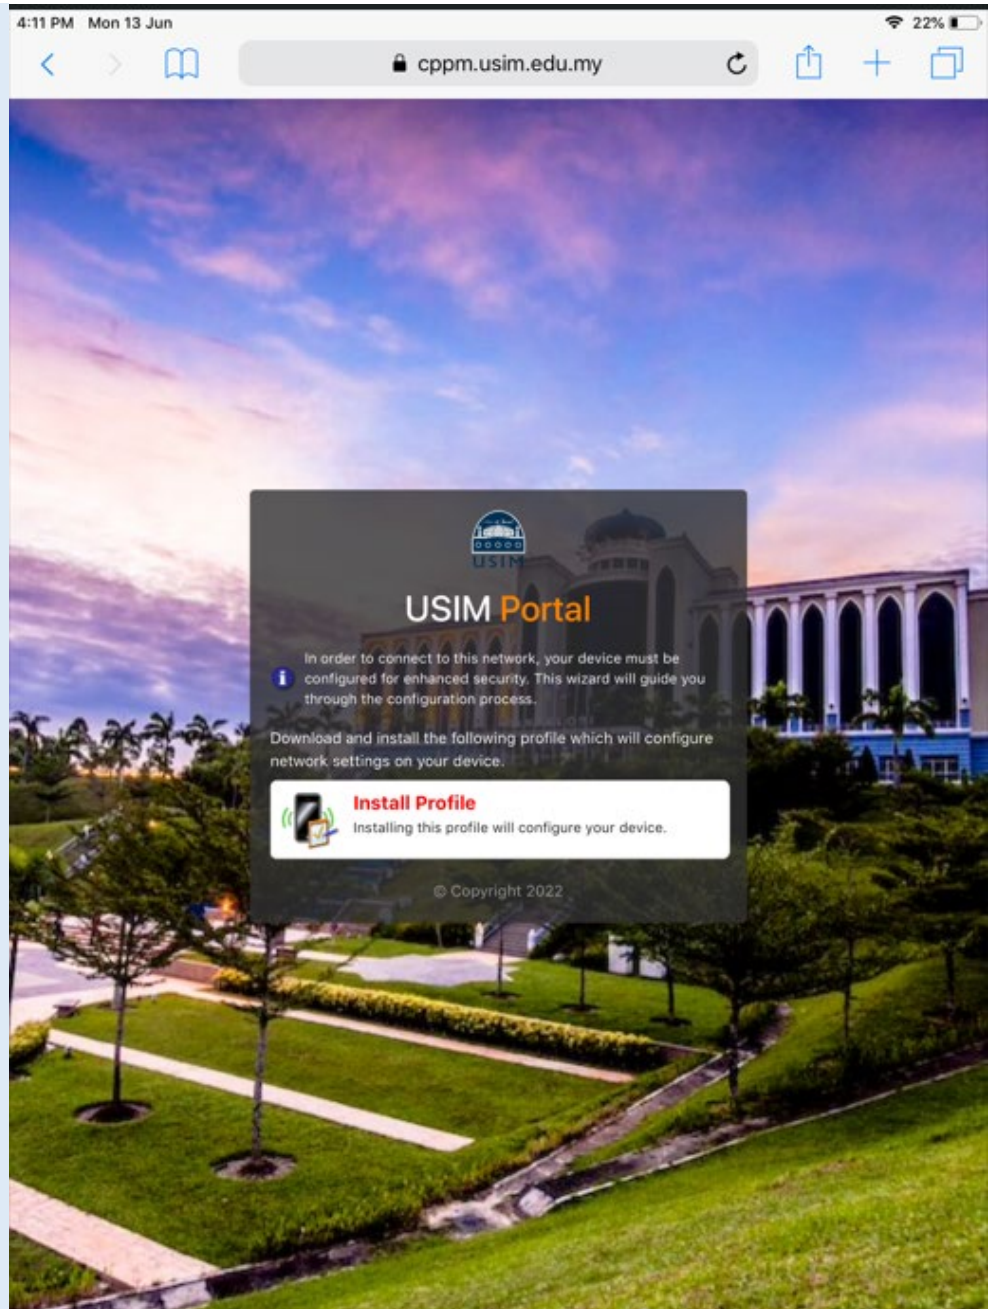 4:11 PM Mon 13 Jun
22%
cppm.usim.edu.my
USIM
USIM Portal
In order to connect to this network, your device must be
configured for enhanced security. This wizard will guide you
through the configuration process.
Download and install the following profile which will configure
network settings on your device.
Install Profile
Installing this profile will configure your device.
© Copyright 2022